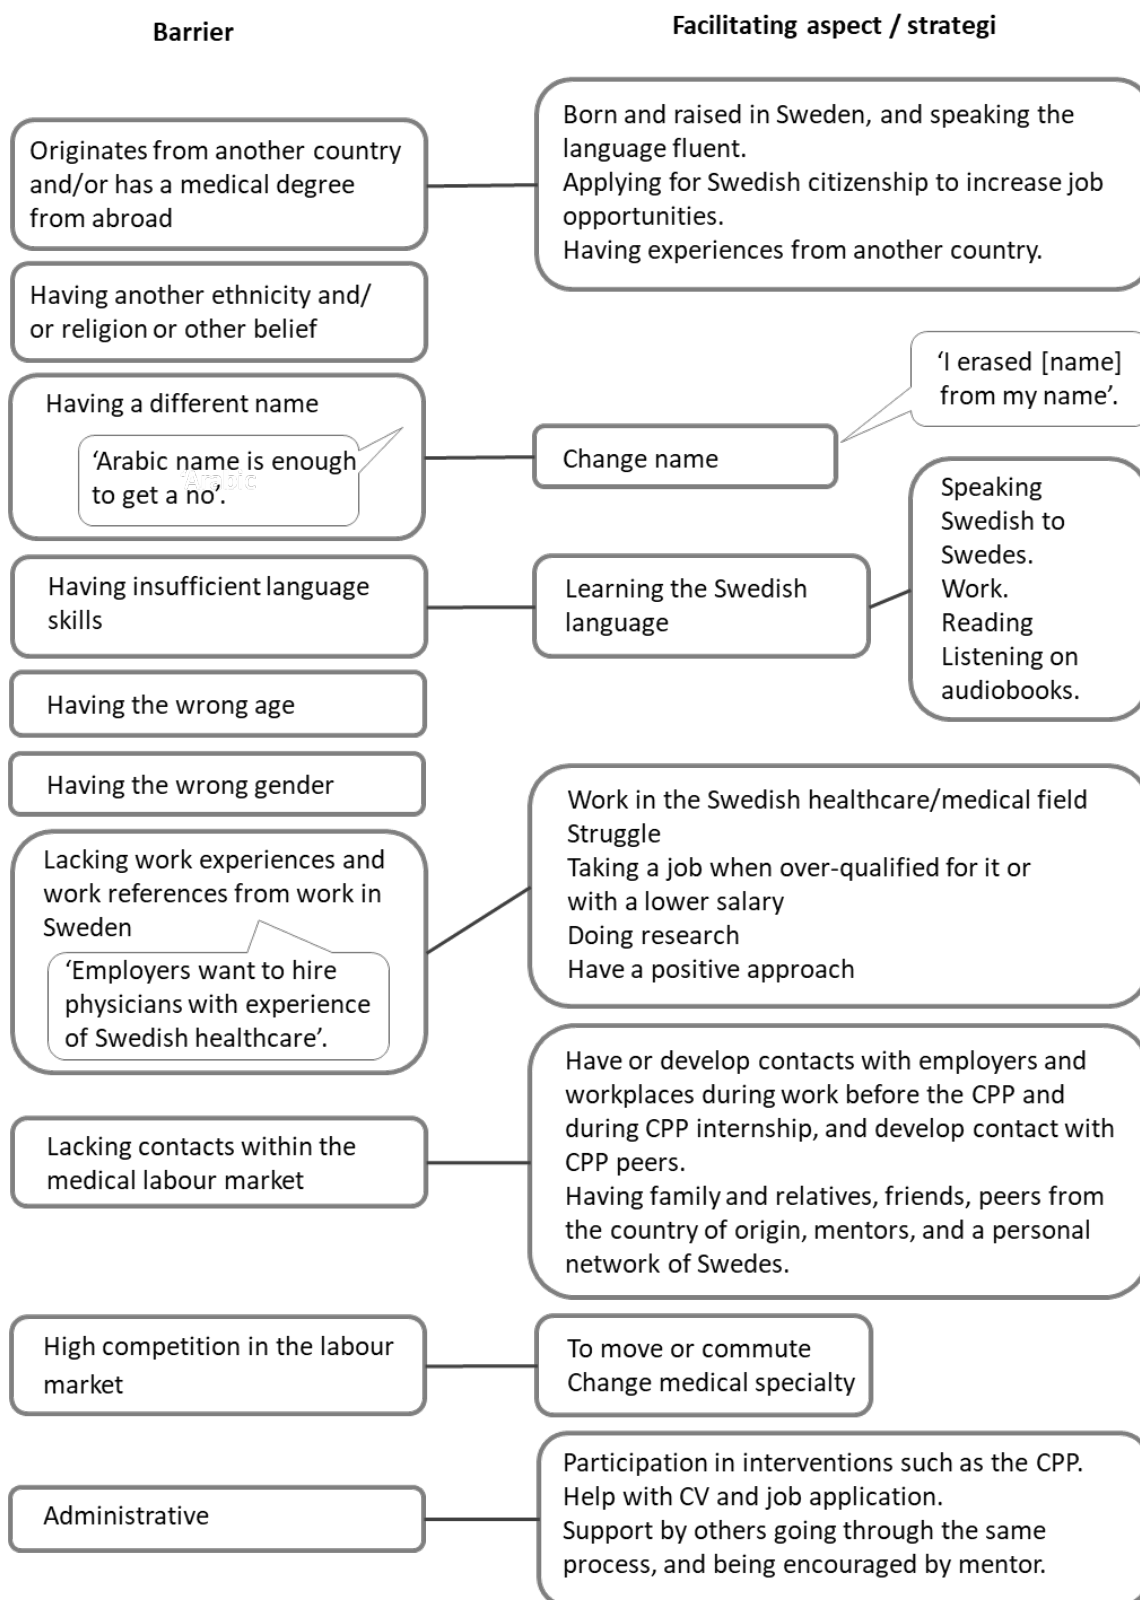 Barrier
Facilitating aspect / strategi
Originates from another country
and/or has a medical degree
from abroad
Born and raised in Sweden, and speaking the
language fluent.
Applying for Swedish citizenship to increase job
opportunities.
Having experiences from another country.
Having another ethnicity and/
or religion or other belief
Having a different name
‘Arabic name is enough
to get a no’.
Change name
‘I erased [name]
from my name’.
Having insufficient language
skills
Learning the Swedish
language
Speaking
Swedish to
Swedes.
Work.
Reading
Listening on
audiobooks.
Having the wrong age
Having the wrong gender
Lacking work experiences and
work references from work in
Sweden
‘Employers want to hire
physicians with experience
of Swedish healthcare’.
Work in the Swedish healthcare/medical field
Struggle
Taking a job when over-qualified for it or
with a lower salary
Doing research
Have a positive approach
Lacking contacts within the
medical labour market
Have or develop contacts with employers and
workplaces during work before the CPP and
during CPP internship, and develop contact with
CPP peers.
Having family and relatives, friends, peers from
the country of origin, mentors, and a personal
network of Swedes.
High competition in the labour
market
To move or commute
Change medical specialty
Administrative
Participation in interventions such as the CPP.
Help with CV and job application.
Support by others going through the same
process, and being encouraged by mentor.